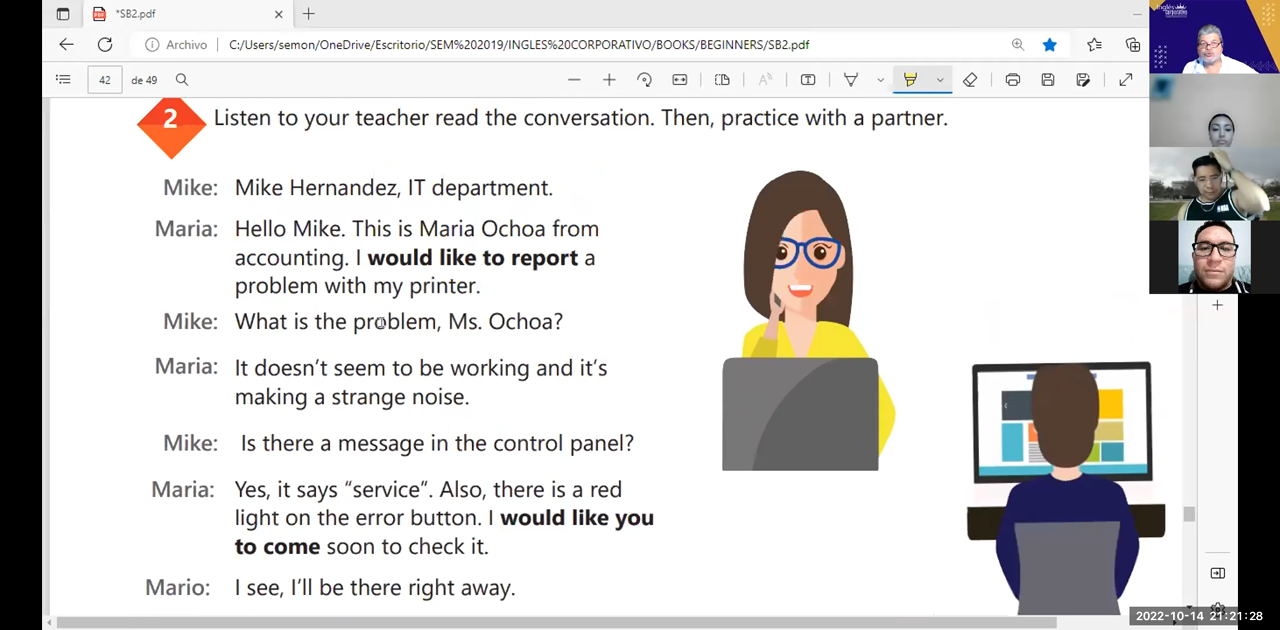 *SB2.pdf
Archivo
C:/Users/semon/OneDrive/Escritorio/SEM%202019/INGLES%20CORPORATIVO/BOOKS/BEGINNERS/SB2.pdf
42 de 49
2 Listen to your teacher read the conversation. Then, practice with a partner.
Mike: Mike Hernandez, IT department.
Maria: Hello Mike. This is Maria Ochoa from
accounting. I would like to report a
problem with my printer.
Mike: What is the problem, Ms. Ochoa?
Maria: It doesn't seem to be working and it's
making a strange noise.
Mike: Is there a message in the control panel?
Maria: Yes, it says “service”. Also, there is a red
light on the error button. I would like you
to come soon to check it.
Mario: I see, I'll be there right away.
2022-10-14 21:21:28